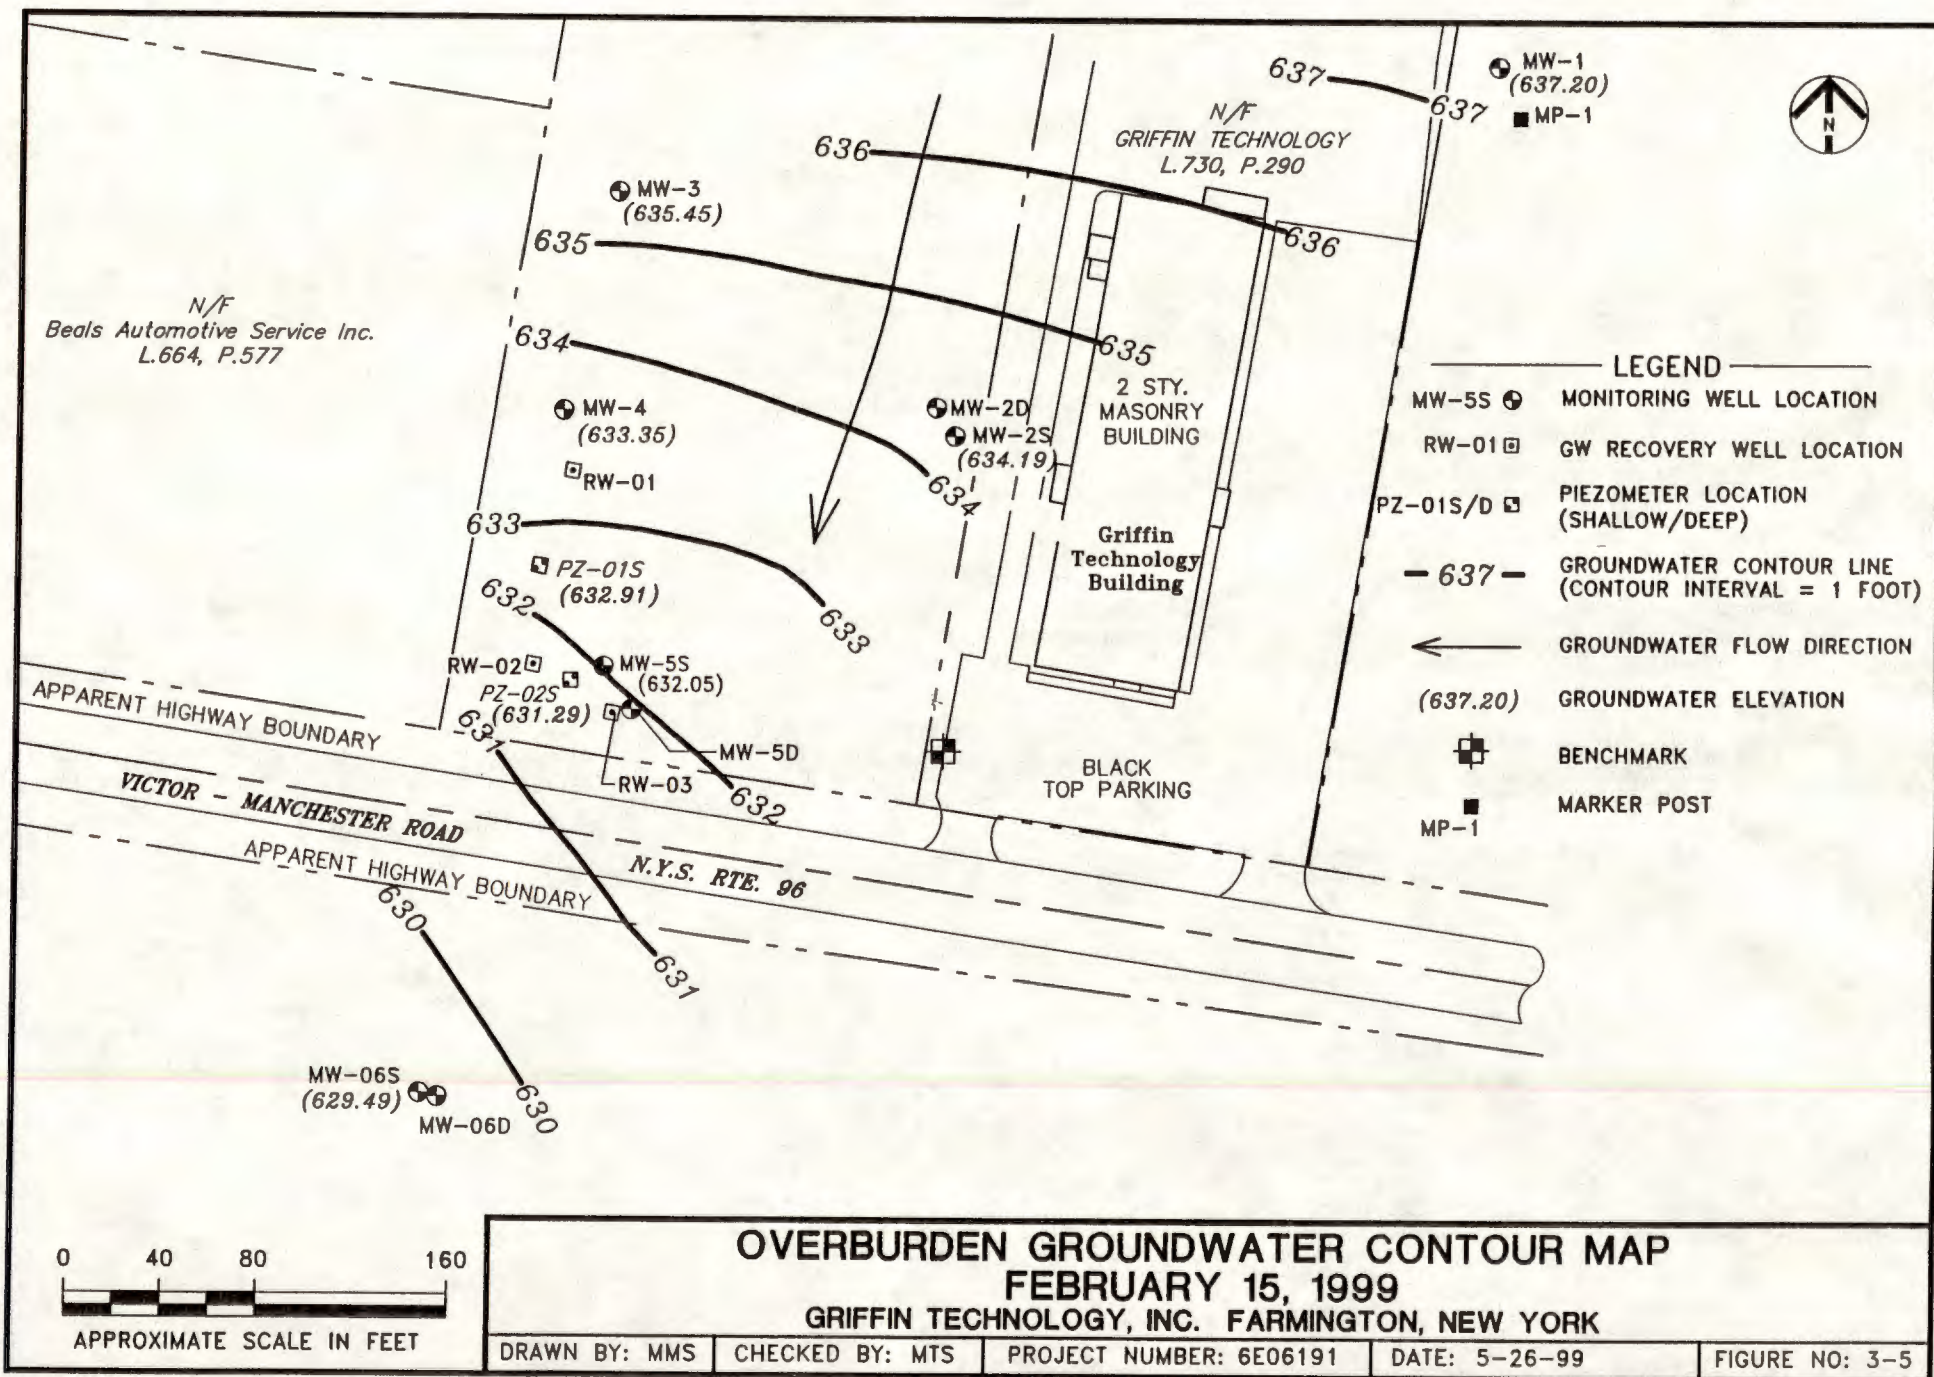 637
MW-1
(637.20)
637
MP-1
N
N/F
GRIFFIN TECHNOLOGY
L.730, P.290
636
636
MW-3
(635.45)
635
635
N/F
Beals Automotive Service Inc.
L.664, P.577
634
634
MW-4
(633.35)
RW-01
MW-2D
MW-2S
(634.19)
2 STY.
MASONRY
BUILDING
Griffin
Technology
Building
633
633
PZ-01S
(632.91)
632
RW-02
MW-5S
(632.05)
PZ-02S
(631.29)
631
MW-5D
RW-03
632
BLACK
TOP PARKING
APPARENT HIGHWAY BOUNDARY
VICTOR - MANCHESTER ROAD
N.Y.S. RTE. 96
APPARENT HIGHWAY BOUNDARY
630
631
MW-06S
(629.49)
MW-06D
630
LEGEND
MW-5S MONITORING WELL LOCATION
RW-01 GW RECOVERY WELL LOCATION
PZ-01S/D PIEZOMETER LOCATION
(SHALLOW/DEEP)
637 GROUNDWATER CONTOUR LINE
(CONTOUR INTERVAL = 1 FOOT)
GROUNDWATER FLOW DIRECTION
(637.20) GROUNDWATER ELEVATION
BENCHMARK
MARKER POST
MP-1
0 40 80 160
APPROXIMATE SCALE IN FEET
OVERBURDEN GROUNDWATER CONTOUR MAP
FEBRUARY 15, 1999
GRIFFIN TECHNOLOGY, INC. FARMINGTON, NEW YORK
DRAWN BY: MMS
CHECKED BY: MTS
PROJECT NUMBER: 6E06191
DATE: 5-26-99
FIGURE NO: 3-5